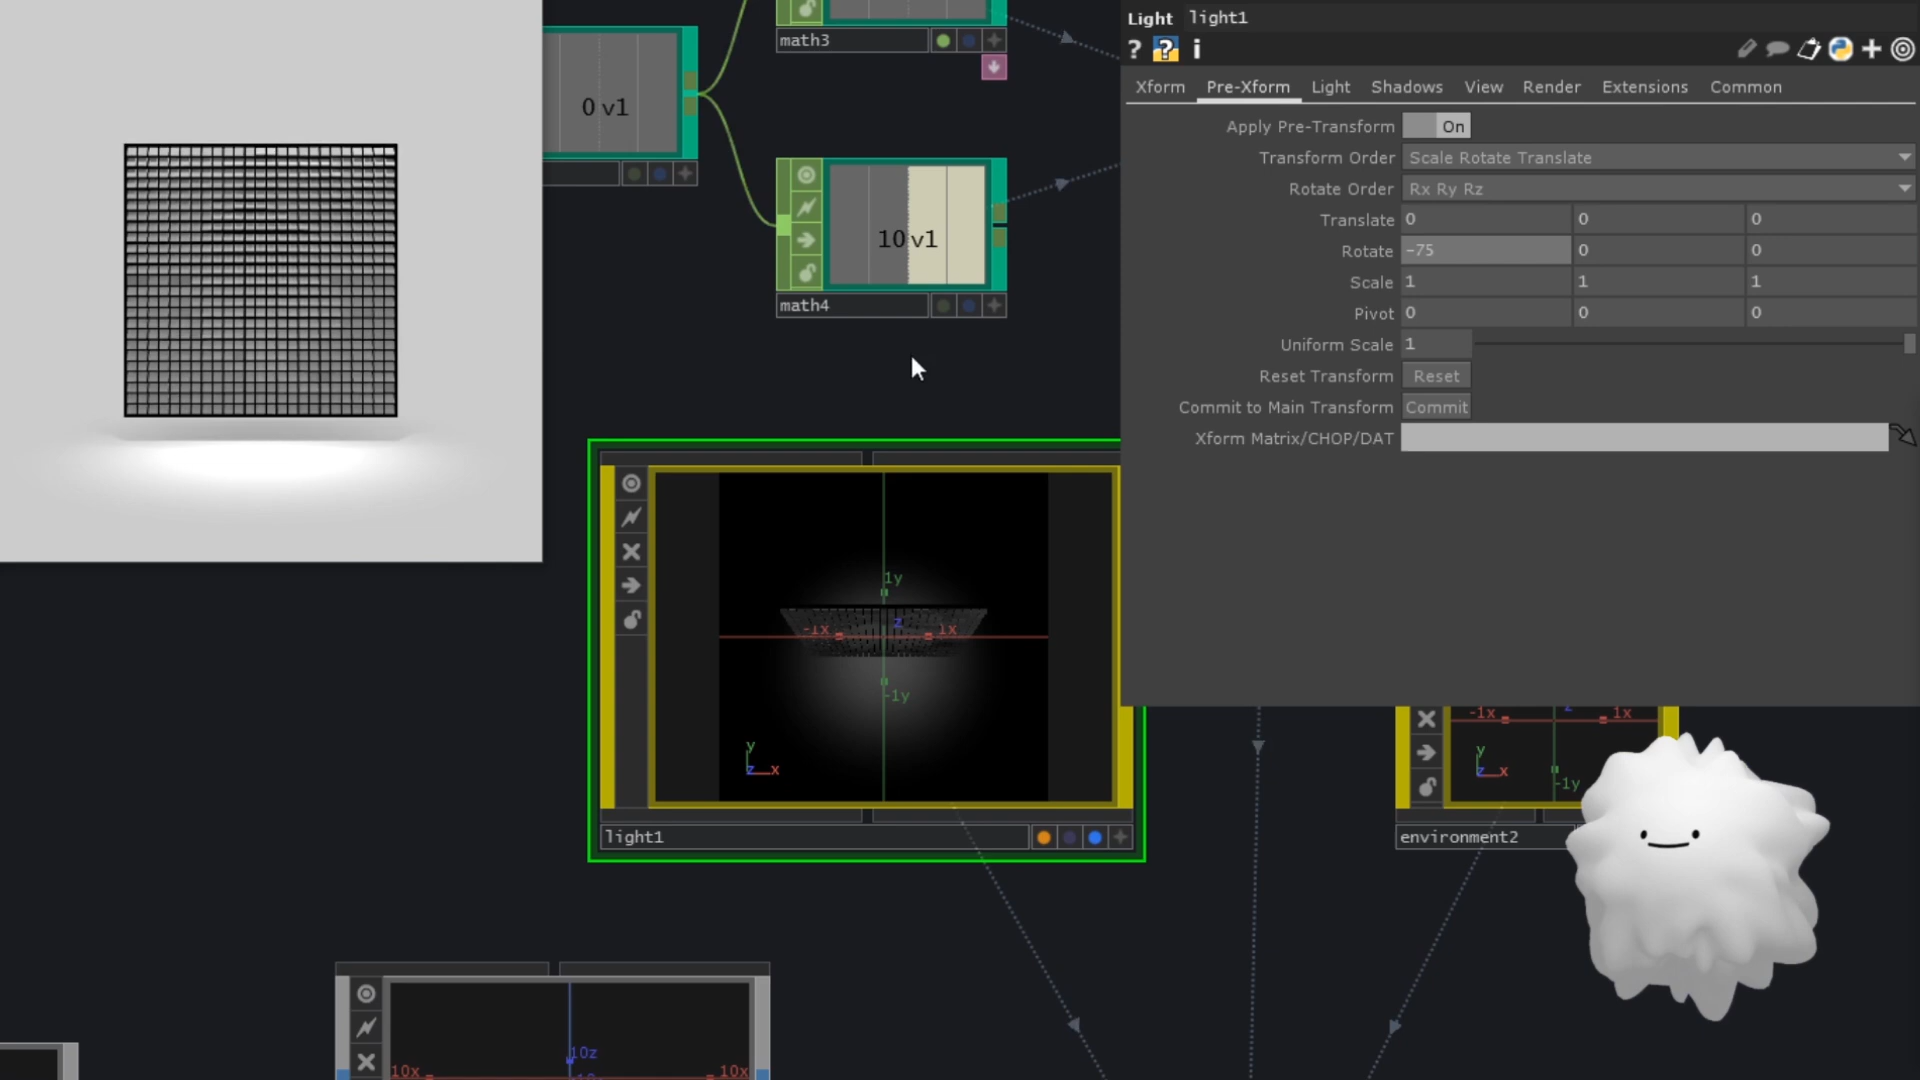 Light light1
? ? i
Xform Pre-Xform Light Shadows View Render Extensions Common
Apply Pre-Transform On
Transform Order Scale Rotate Translate
Rotate Order Rx Ry Rz
Translate 0 0 0
Rotate -75 0 0
Scale 1 1 1
Pivot 0 0 0
Uniform Scale 1
Reset Transform Reset
Commit to Main Transform Commit
Xform Matrix/CHOP/DAT
math3
0 v1
10 v1
math4
1y
-1x z 1x
-1y
y
z x
light1
-1x z 1x
y
z x
-1y
environment2
10z
10x 10x